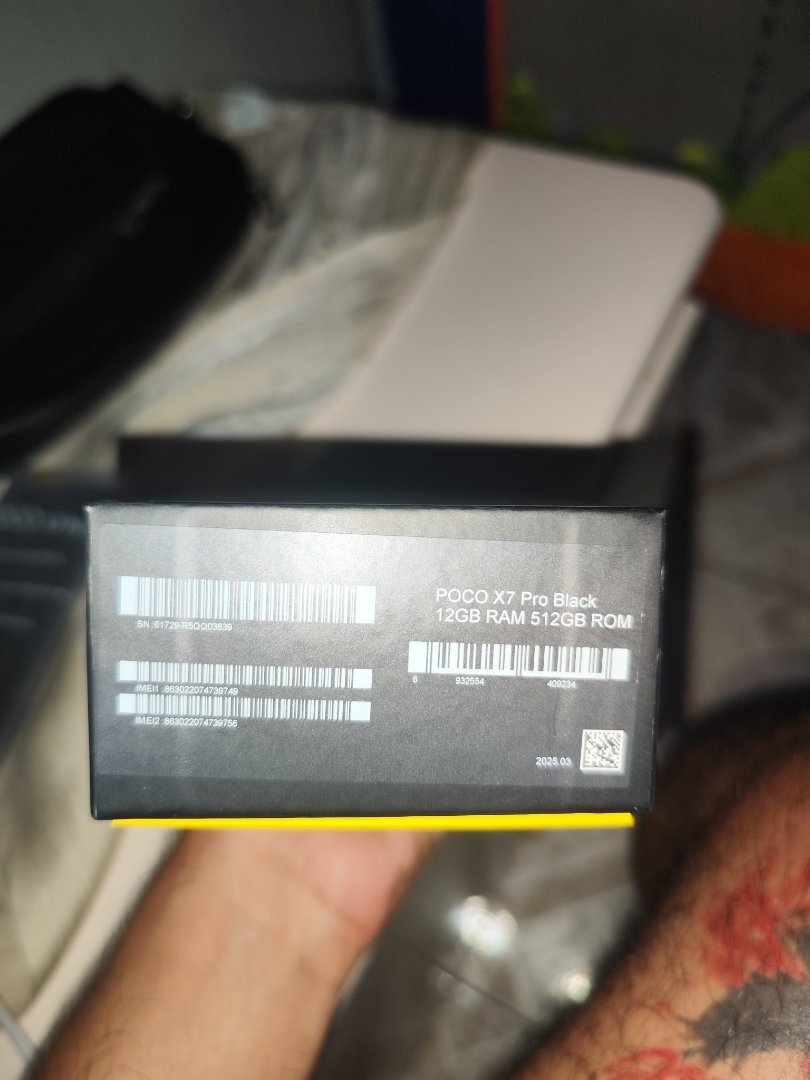 SN :61729/R5QQ03839
IMEI1 :863022074739749
IMEI2 :863022074739756
POCO X7 Pro Black
12GB RAM 512GB ROM
6 932554 409234
2025.03